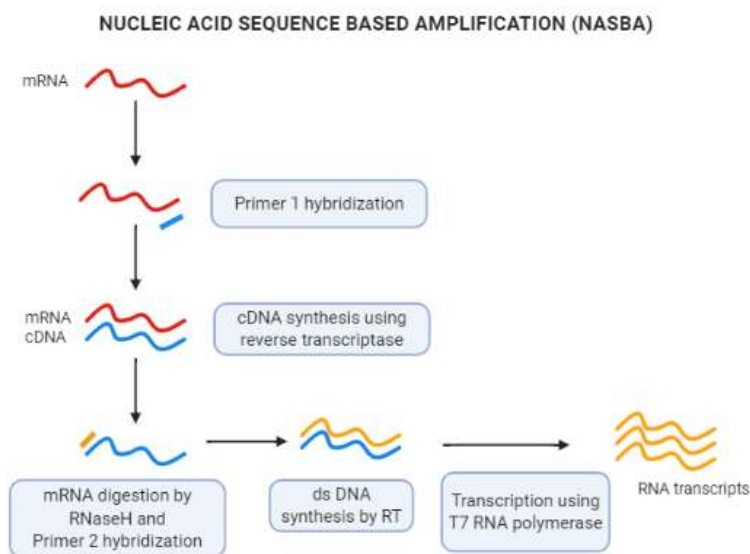 NUCLEIC ACID SEQUENCE BASED AMPLIFICATION (NASBA)
mRNA
Primer 1 hybridization
mRNA
cDNA
cDNA synthesis using
reverse transcriptase
mRNA digestion by
RNaseH and
Primer 2 hybridization
ds DNA
synthesis by RT
Transcription using
T7 RNA polymerase
RNA transcripts